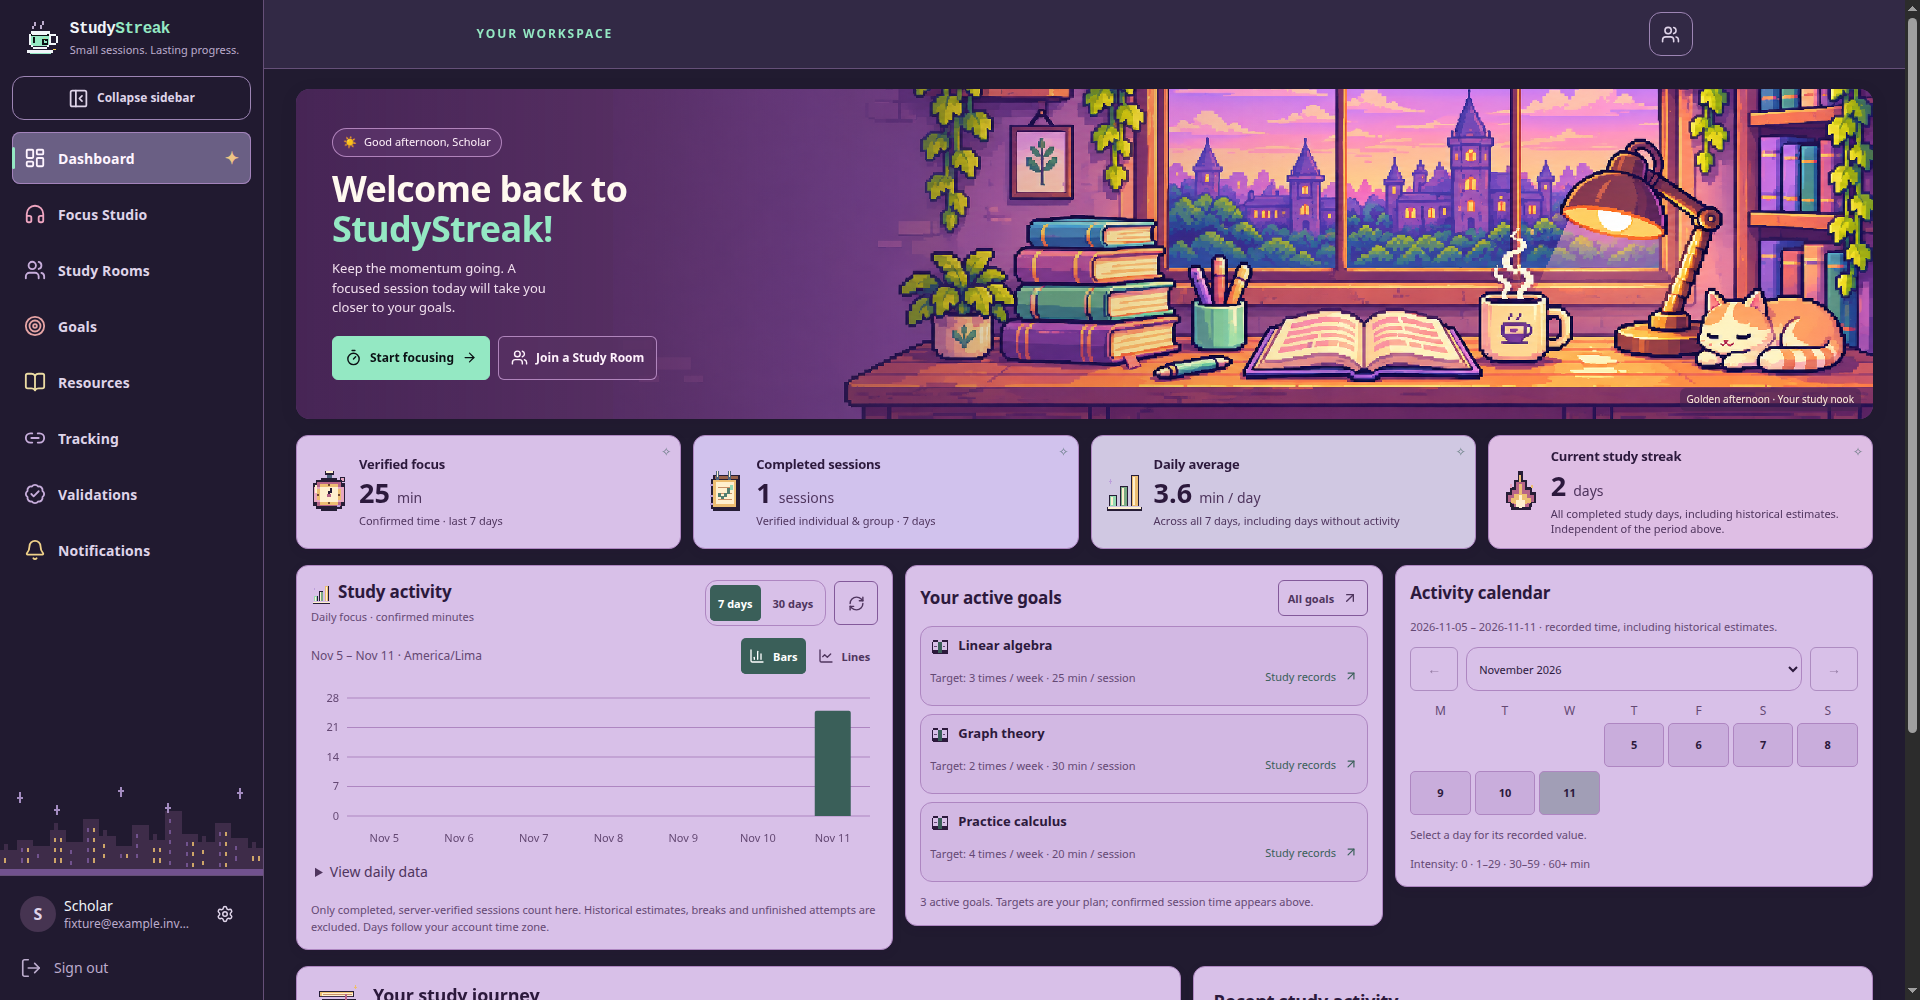 StudyStreak
Small sessions. Lasting progress.
Collapse sidebar
Dashboard
Focus Studio
Study Rooms
Goals
Resources
Tracking
Validations
Notifications
S
Scholar
fixture@example.inv...
Sign out
YOUR WORKSPACE
Good afternoon, Scholar
Welcome back to
StudyStreak!
Keep the momentum going. A
focused session today will take you
closer to your goals.
Start focusing →
Join a Study Room
Golden afternoon · Your study nook
Verified focus
25 min
Confirmed time · last 7 days
Completed sessions
1 sessions
Verified individual & group · 7 days
Daily average
3.6 min / day
Across all 7 days, including days without activity
Current study streak
2 days
All completed study days, including historical estimates.
Independent of the period above.
Study activity
Daily focus · confirmed minutes
7 days
30 days
Nov 5 – Nov 11 · America/Lima
Bars
Lines
28
21
14
7
0
Nov 5 Nov 6 Nov 7 Nov 8 Nov 9 Nov 10 Nov 11
View daily data
Only completed, server-verified sessions count here. Historical estimates, breaks and unfinished attempts are
excluded. Days follow your account time zone.
Your active goals
All goals
Linear algebra
Target: 3 times / week · 25 min / session
Study records
Graph theory
Target: 2 times / week · 30 min / session
Study records
Practice calculus
Target: 4 times / week · 20 min / session
Study records
3 active goals. Targets are your plan; confirmed session time appears above.
Activity calendar
2026-11-05 – 2026-11-11 · recorded time, including historical estimates.
← November 2026 →
M T W T F S S
5 6 7 8
9 10 11
Select a day for its recorded value.
Intensity: 0 · 1–29 · 30–59 · 60+ min
Your study journey
Recent study activity